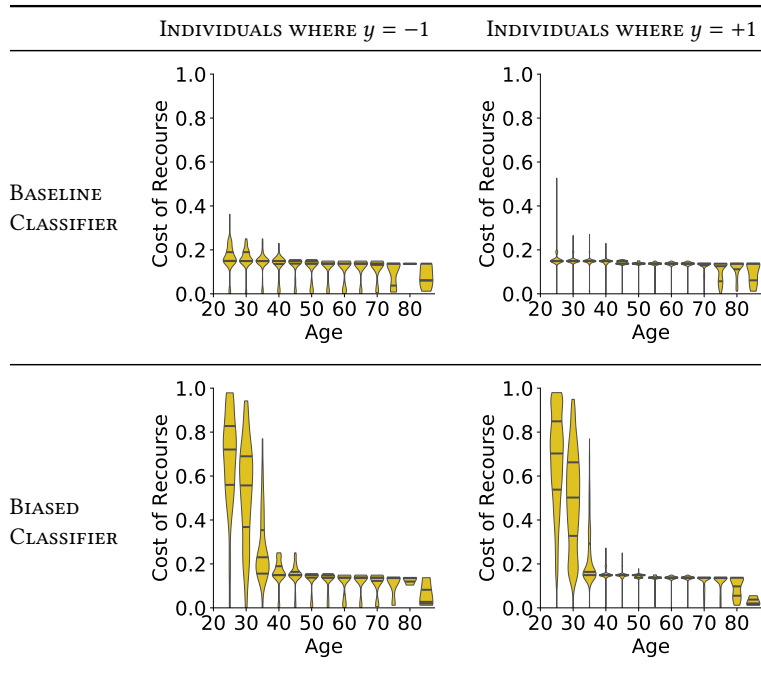 INDIVIDUALS WHERE y = −1
INDIVIDUALS WHERE y = +1
BASELINE
CLASSIFIER
Cost of Recourse
1.0
0.8
0.6
0.4
0.2
0.0
20 30 40 50 60 70 80
Age
Cost of Recourse
1.0
0.8
0.6
0.4
0.2
0.0
20 30 40 50 60 70 80
Age
BIASED
CLASSIFIER
Cost of Recourse
1.0
0.8
0.6
0.4
0.2
0.0
20 30 40 50 60 70 80
Age
Cost of Recourse
1.0
0.8
0.6
0.4
0.2
0.0
20 30 40 50 60 70 80
Age